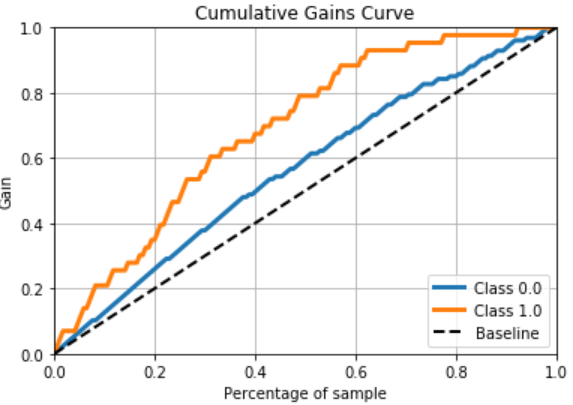 Cumulative Gains Curve
1.0
0.8
0.6
0.4
0.2
0.0
Gain
0.0 0.2 0.4 0.6 0.8 1.0
Percentage of sample
Class 0.0
Class 1.0
Baseline